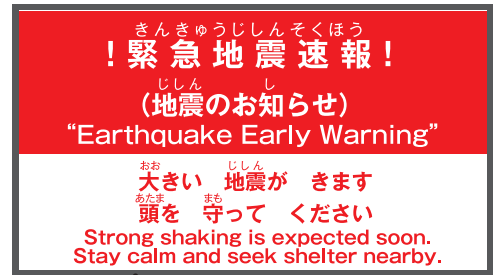 きんきゅうじしんそくほう
！緊急地震速報！
じしん し
（地震のお知らせ）
“Earthquake Early Warning”
おお じしん
大きい　地震が　きます
あたま まも
頭を　守って　ください
Strong shaking is expected soon.
Stay calm and seek shelter nearby.